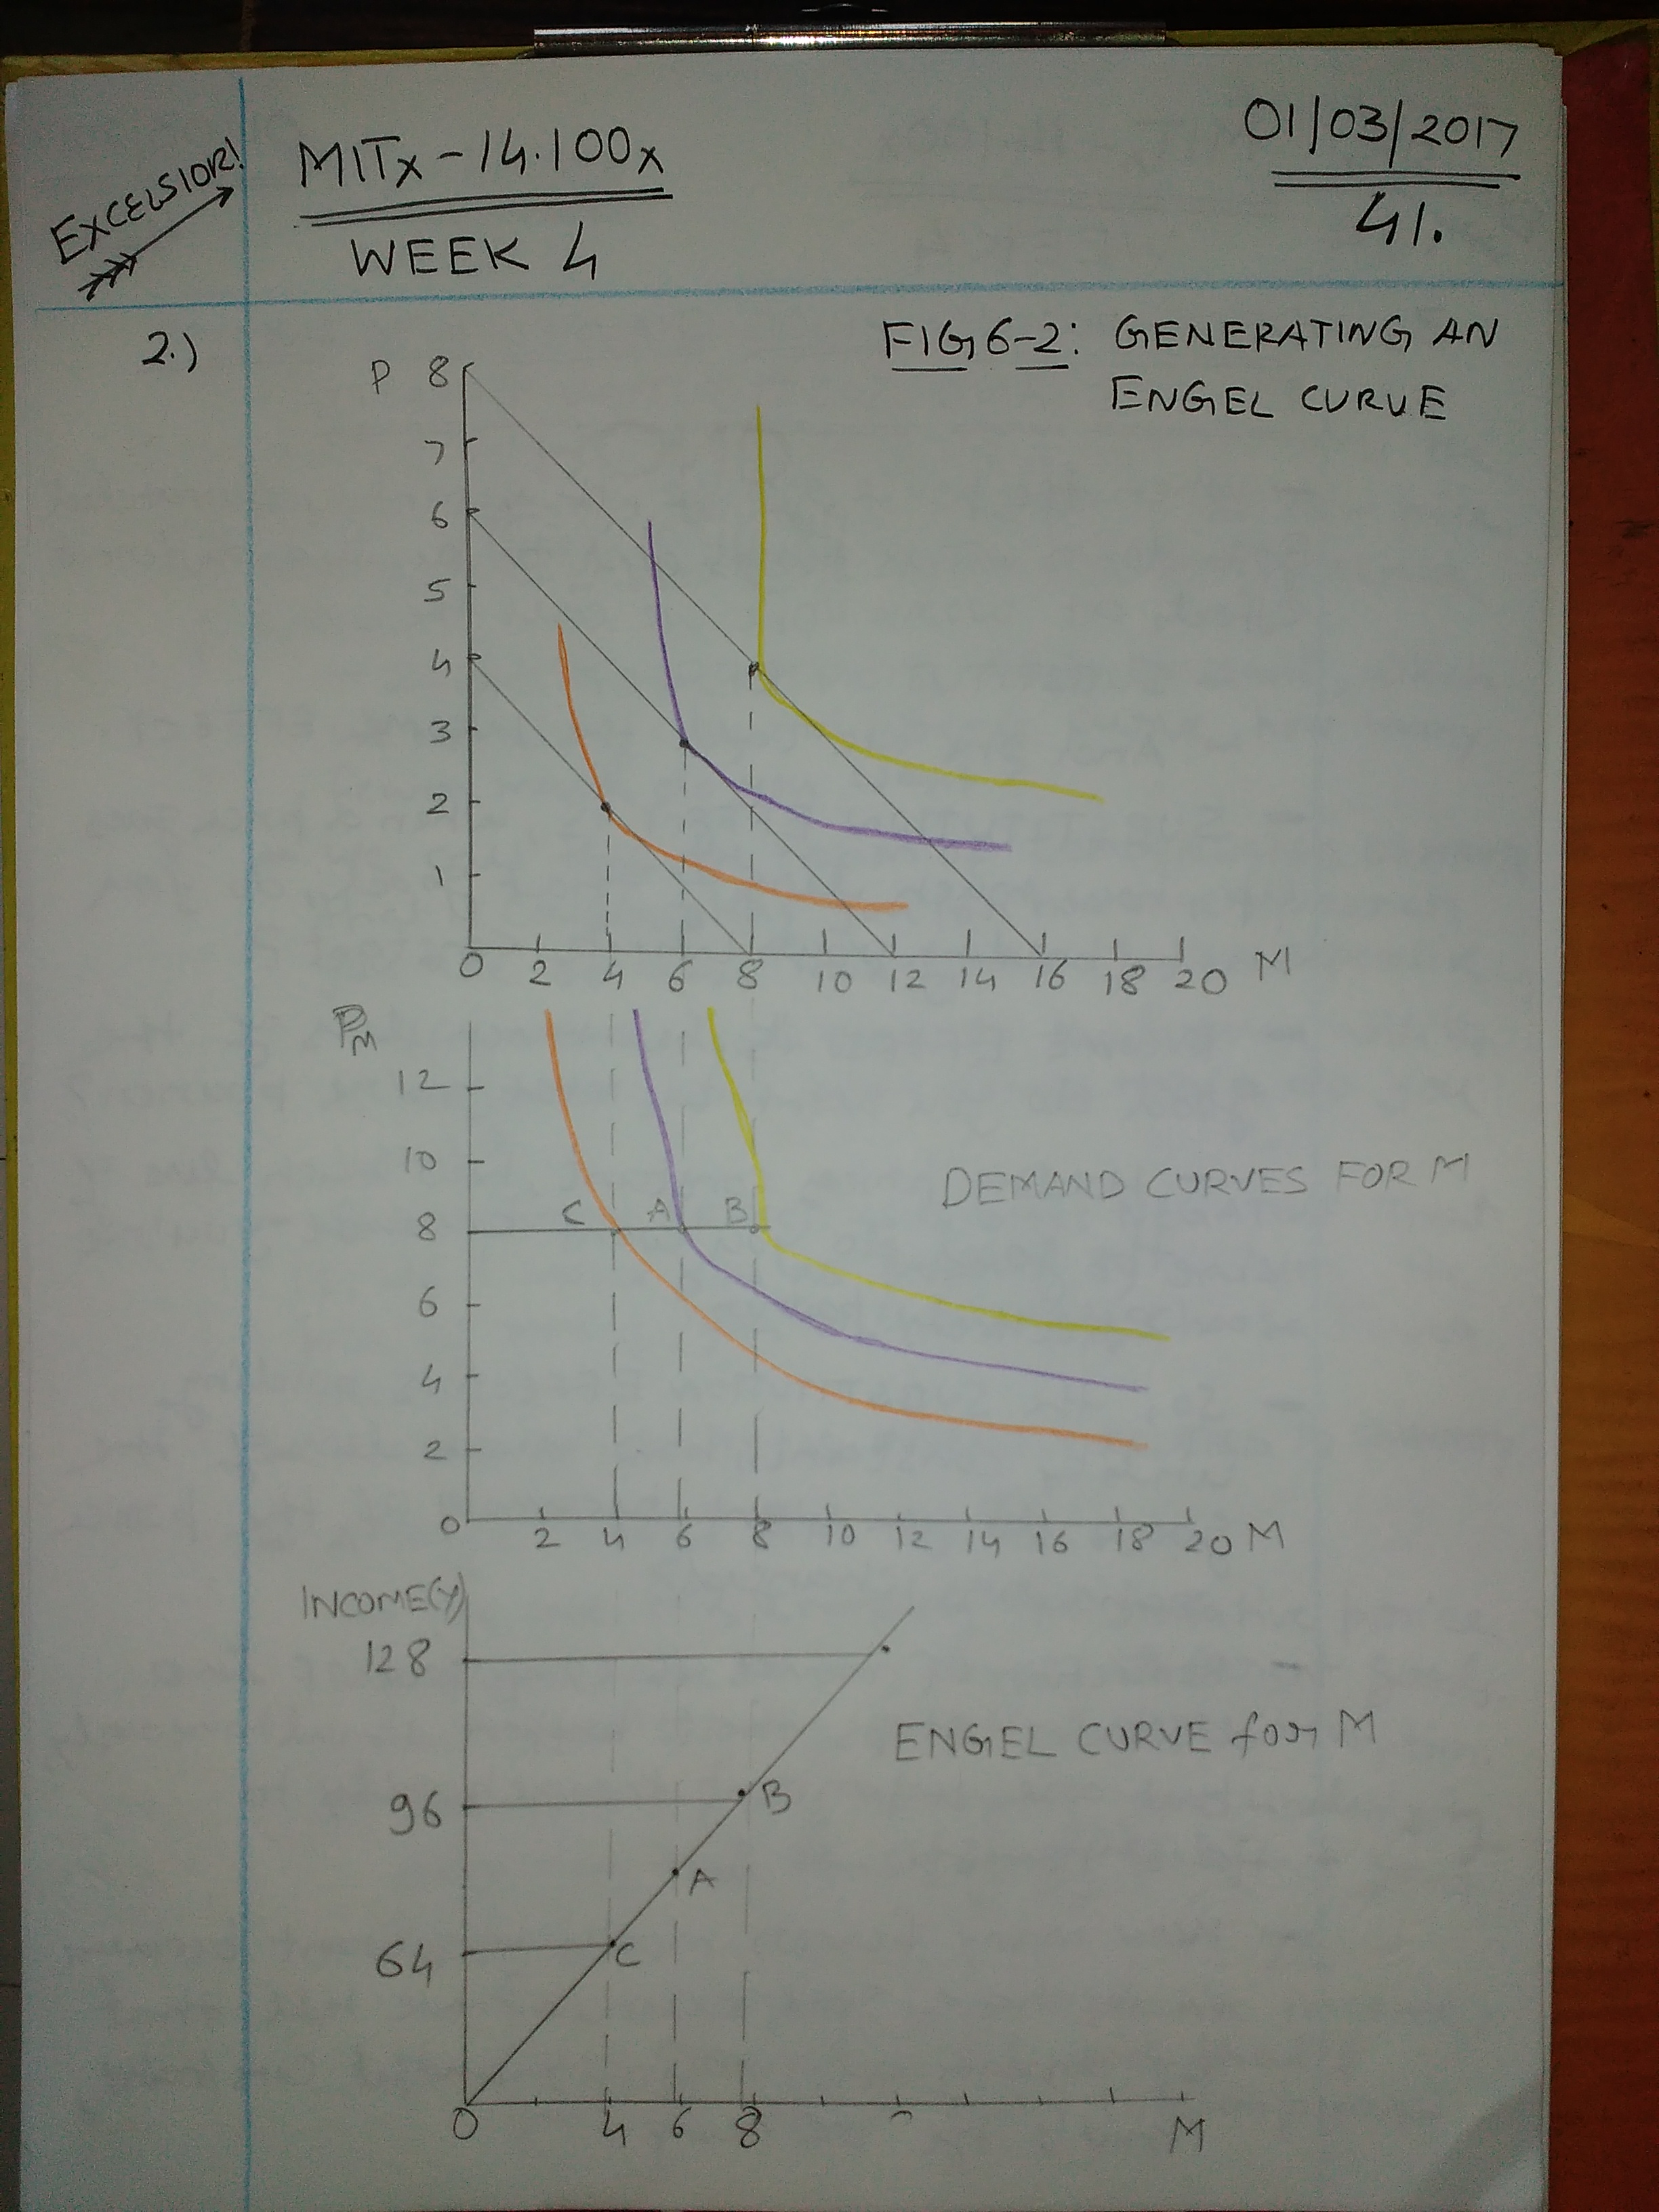 EXCELSIOR!
MITx-14.100x
01/03/2017
WEEK 4
41.
2.)
FIG 6-2: GENERATING AN
ENGEL CURVE
P 8
7
6
5
4
3
2
1
0 2 4 6 8 10 12 14 16 18 20 M
PM
12
10
DEMAND CURVES FOR M
C A B
8
6
4
2
0 2 4 6 8 10 12 14 16 18 20 M
INCOME(Y)
128
ENGEL CURVE for M
96 B
A
64 C
0 4 6 8 M